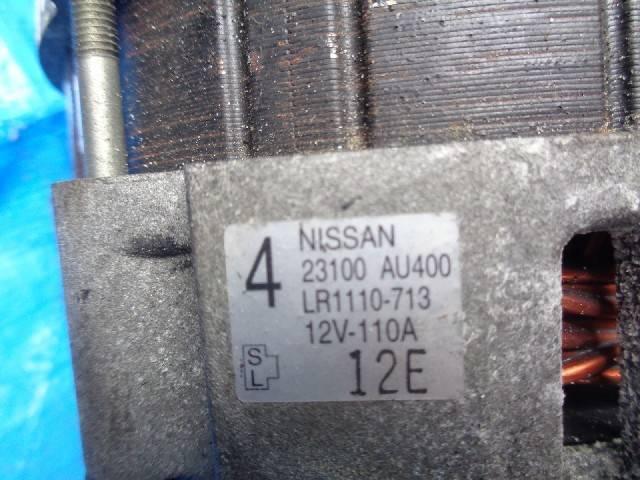 4
NISSAN
23100 AU400
LR1110-713
12V-110A
S
L
12E